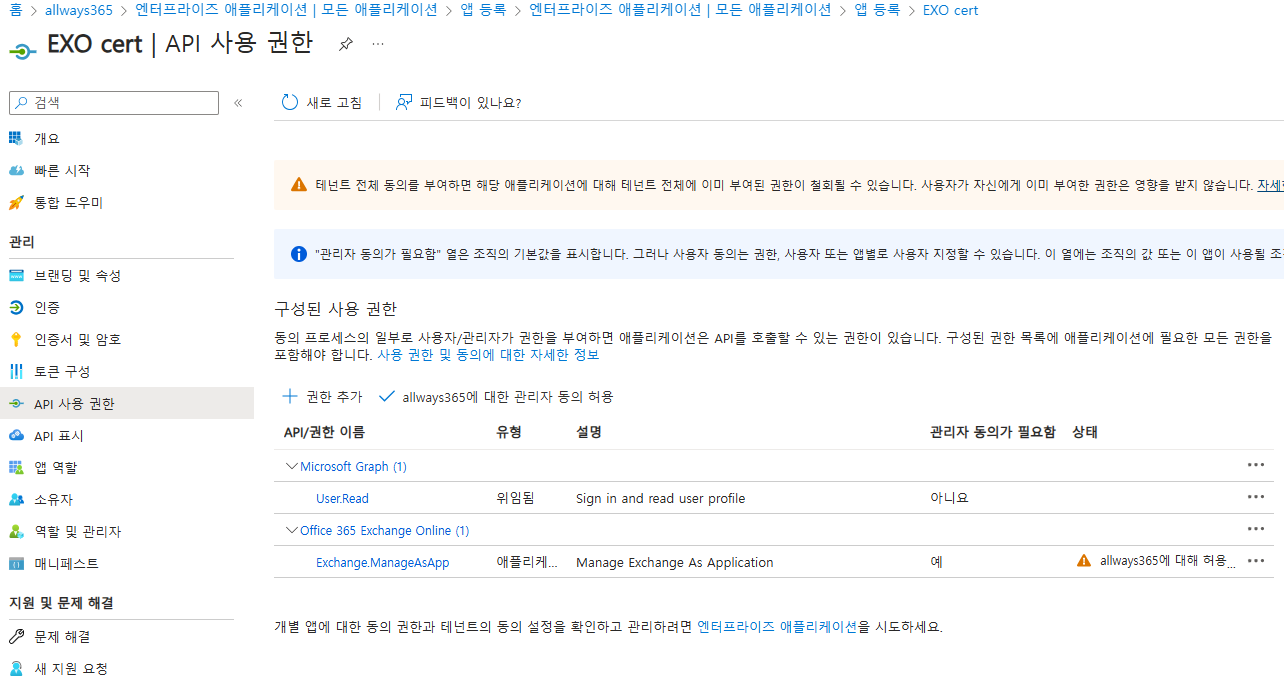 홈 > allways365 > 엔터프라이즈 애플리케이션 | 모든 애플리케이션 > 앱 등록 > 엔터프라이즈 애플리케이션 | 모든 애플리케이션 > 앱 등록 > EXO cert
EXO cert | API 사용 권한 ...
검색 «
개요
빠른 시작
통합 도우미
관리
브랜딩 및 속성
인증
인증서 및 암호
토큰 구성
API 사용 권한
API 표시
앱 역할
소유자
역할 및 관리자
매니페스트
지원 및 문제 해결
문제 해결
새 지원 요청
새로 고침 피드백이 있나요?
테넌트 전체 동의를 부여하면 해당 애플리케이션에 대해 테넌트 전체에 이미 부여된 권한이 철회될 수 있습니다. 사용자가 자신에게 이미 부여한 권한은 영향을 받지 않습니다.
"관리자 동의가 필요함" 열은 조직의 기본값을 표시합니다. 그러나 사용자 동의는 권한, 사용자 또는 앱별로 사용자 지정할 수 있습니다. 이 열에는 조직의 값 또는 이 앱이 사용될
구성된 사용 권한
동의 프로세스의 일부로 사용자/관리자가 권한을 부여하면 애플리케이션은 API를 호출할 수 있는 권한이 있습니다. 구성된 권한 목록에 애플리케이션에 필요한 모든 권한을
포함해야 합니다. 사용 권한 및 동의에 대한 자세한 정보
권한 추가 allways365에 대한 관리자 동의 허용
API/권한 이름 유형 설명 관리자 동의가 필요함 상태
Microsoft Graph (1) ...
User.Read 위임됨 Sign in and read user profile 아니요 ...
Office 365 Exchange Online (1) ...
Exchange.ManageAsApp 애플리케... Manage Exchange As Application 예 allways365에 대해 허용... ...
개별 앱에 대한 동의 권한과 테넌트의 동의 설정을 확인하고 관리하려면 엔터프라이즈 애플리케이션을 시도하세요.